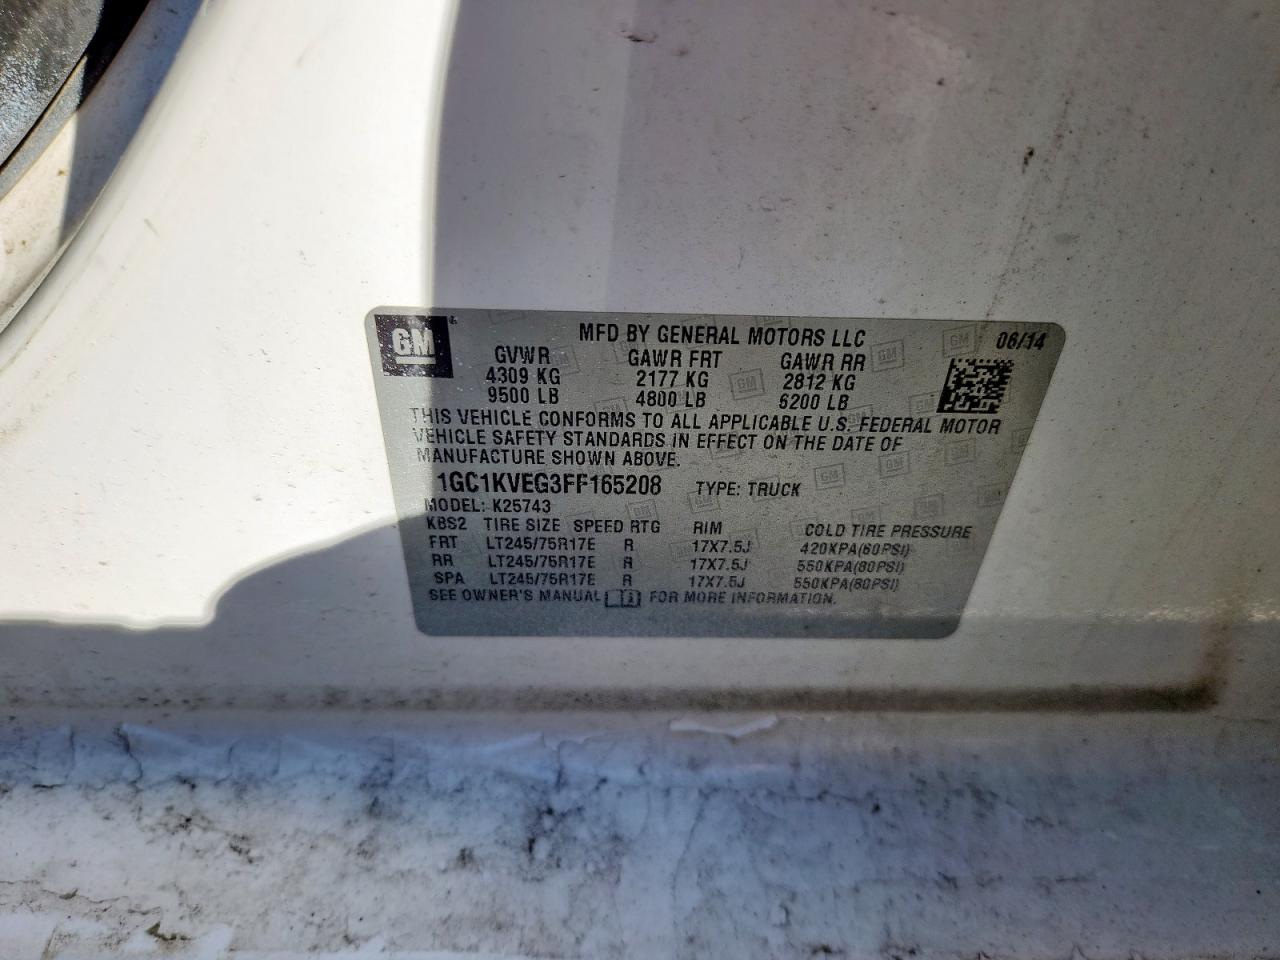 GM
MFD BY GENERAL MOTORS LLC 06/14
GVWR GAWR FRT GAWR RR
4309 KG 2177 KG 2812 KG
9500 LB 4800 LB 6200 LB
THIS VEHICLE CONFORMS TO ALL APPLICABLE U.S. FEDERAL MOTOR
VEHICLE SAFETY STANDARDS IN EFFECT ON THE DATE OF
MANUFACTURE SHOWN ABOVE.
1GC1KVEG3FF165208 TYPE: TRUCK
MODEL: K25743
KBS2 TIRE SIZE SPEED RTG RIM COLD TIRE PRESSURE
FRT LT245/75R17E R 17X7.5J 420KPA(60PSI)
RR LT245/75R17E R 17X7.5J 550KPA(80PSI)
SPA LT245/75R17E R 17X7.5J 550KPA(80PSI)
SEE OWNER'S MANUAL FOR MORE INFORMATION.